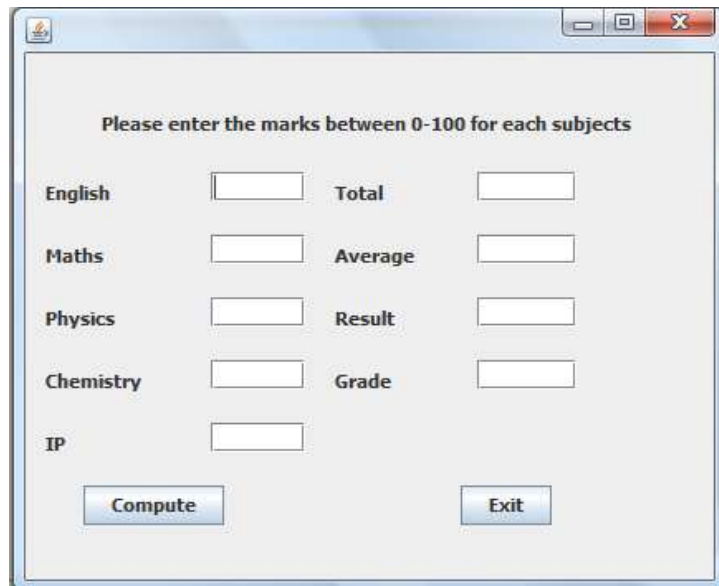 Please enter the marks between 0-100 for each subjects
English Total
Maths Average
Physics Result
Chemistry Grade
IP
Compute Exit